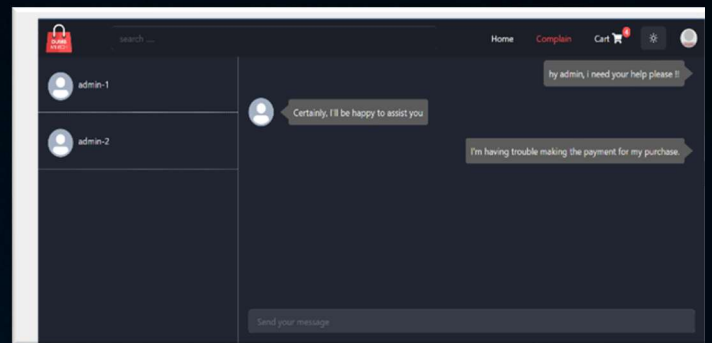 search ...
Home
Complain
Cart
admin-1
admin-2
hy admin, i need your help please !!
Certainly, I'll be happy to assist you
I'm having trouble making the payment for my purchase.
Send your message